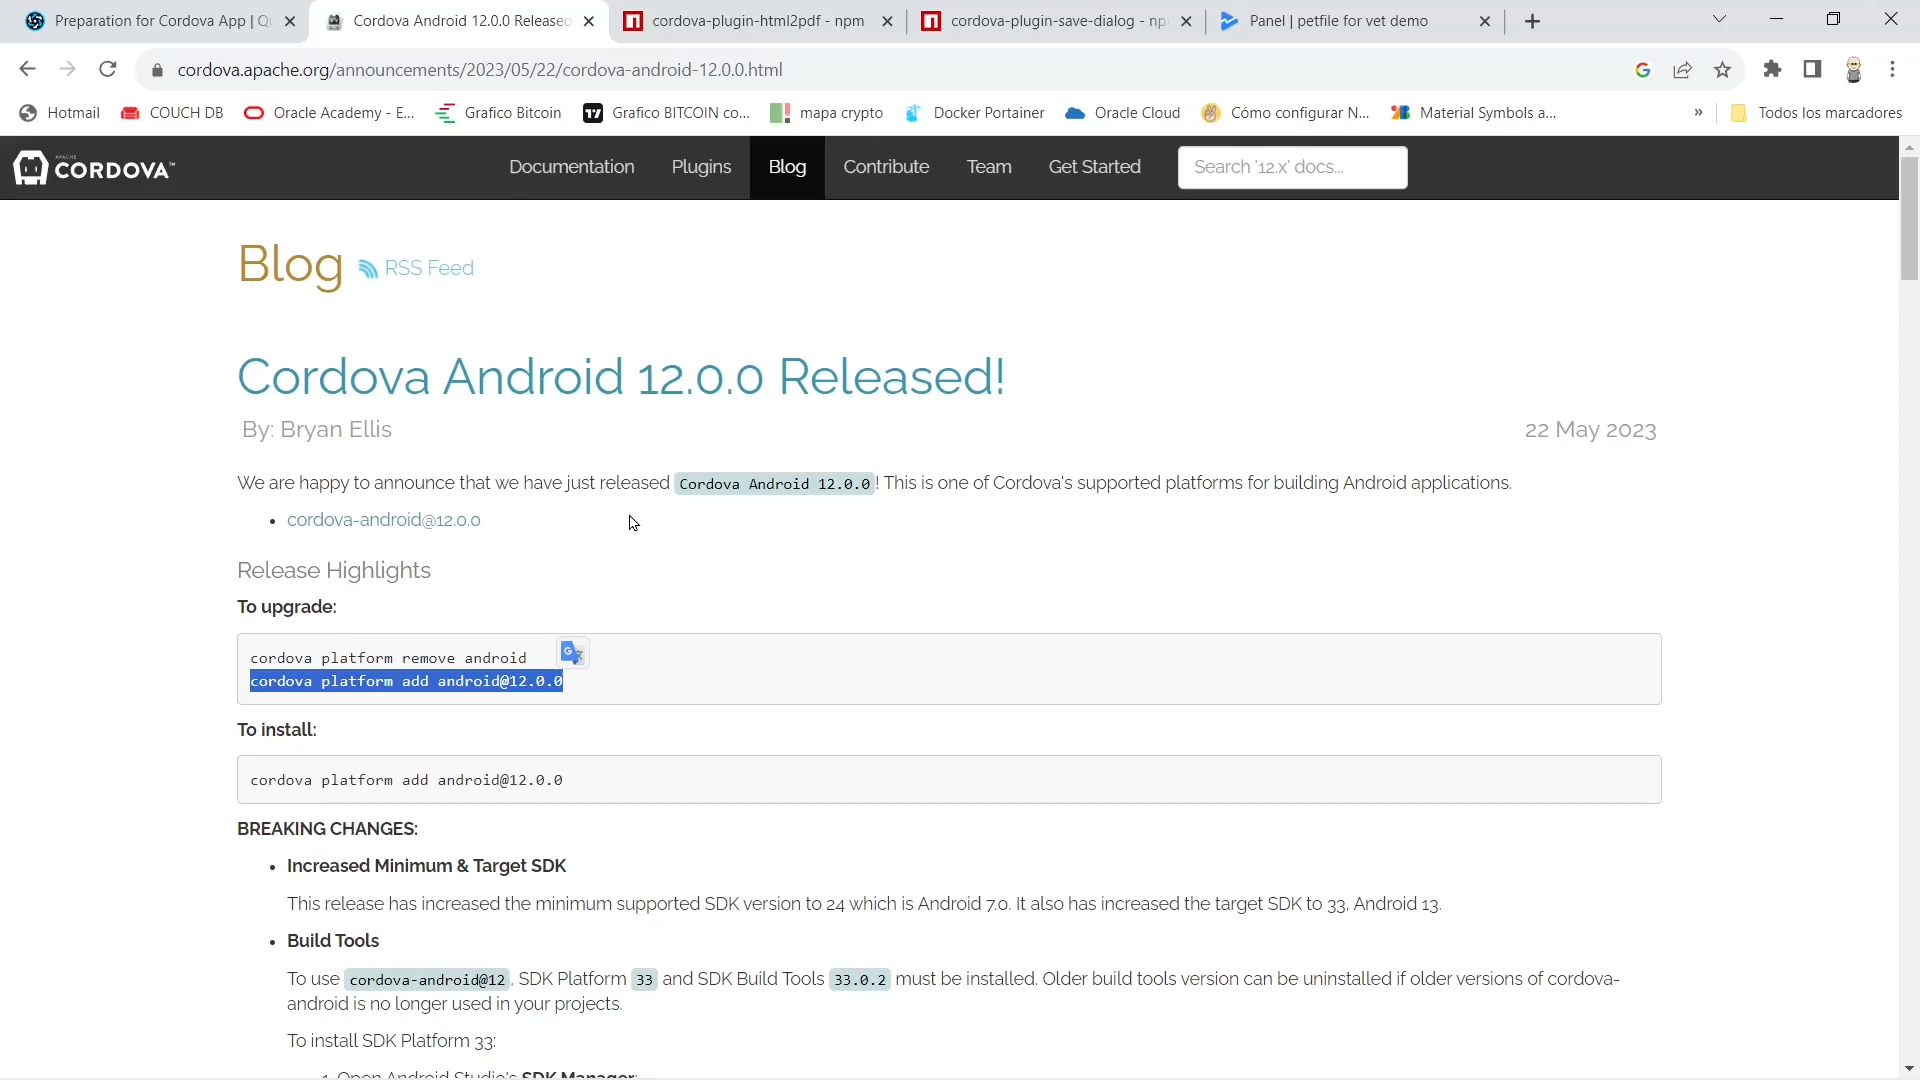 Preparation for Cordova App | Q
Cordova Android 12.0.0 Released
cordova-plugin-html2pdf - npm
cordova-plugin-save-dialog - np
Panel | petfile for vet demo
cordova.apache.org/announcements/2023/05/22/cordova-android-12.0.0.html
Hotmail
COUCH DB
Oracle Academy - E...
Grafico Bitcoin
Grafico BITCOIN co...
mapa crypto
Docker Portainer
Oracle Cloud
Cómo configurar N...
Material Symbols a...
»
Todos los marcadores
APACHE
CORDOVA™
Documentation
Plugins
Blog
Contribute
Team
Get Started
Search '12.x' docs...
Blog
RSS Feed
Cordova Android 12.0.0 Released!
By: Bryan Ellis
22 May 2023
We are happy to announce that we have just released Cordova Android 12.0.0! This is one of Cordova's supported platforms for building Android applications.
• cordova-android@12.0.0
Release Highlights
To upgrade:
cordova platform remove android
cordova platform add android@12.0.0
To install:
cordova platform add android@12.0.0
BREAKING CHANGES:
• Increased Minimum & Target SDK
This release has increased the minimum supported SDK version to 24 which is Android 7.0. It also has increased the target SDK to 33, Android 13.
• Build Tools
To use cordova-android@12, SDK Platform 33 and SDK Build Tools 33.0.2 must be installed. Older build tools version can be uninstalled if older versions of cordova-
android is no longer used in your projects.
To install SDK Platform 33:
1. Open Android Studio's SDK Manager: